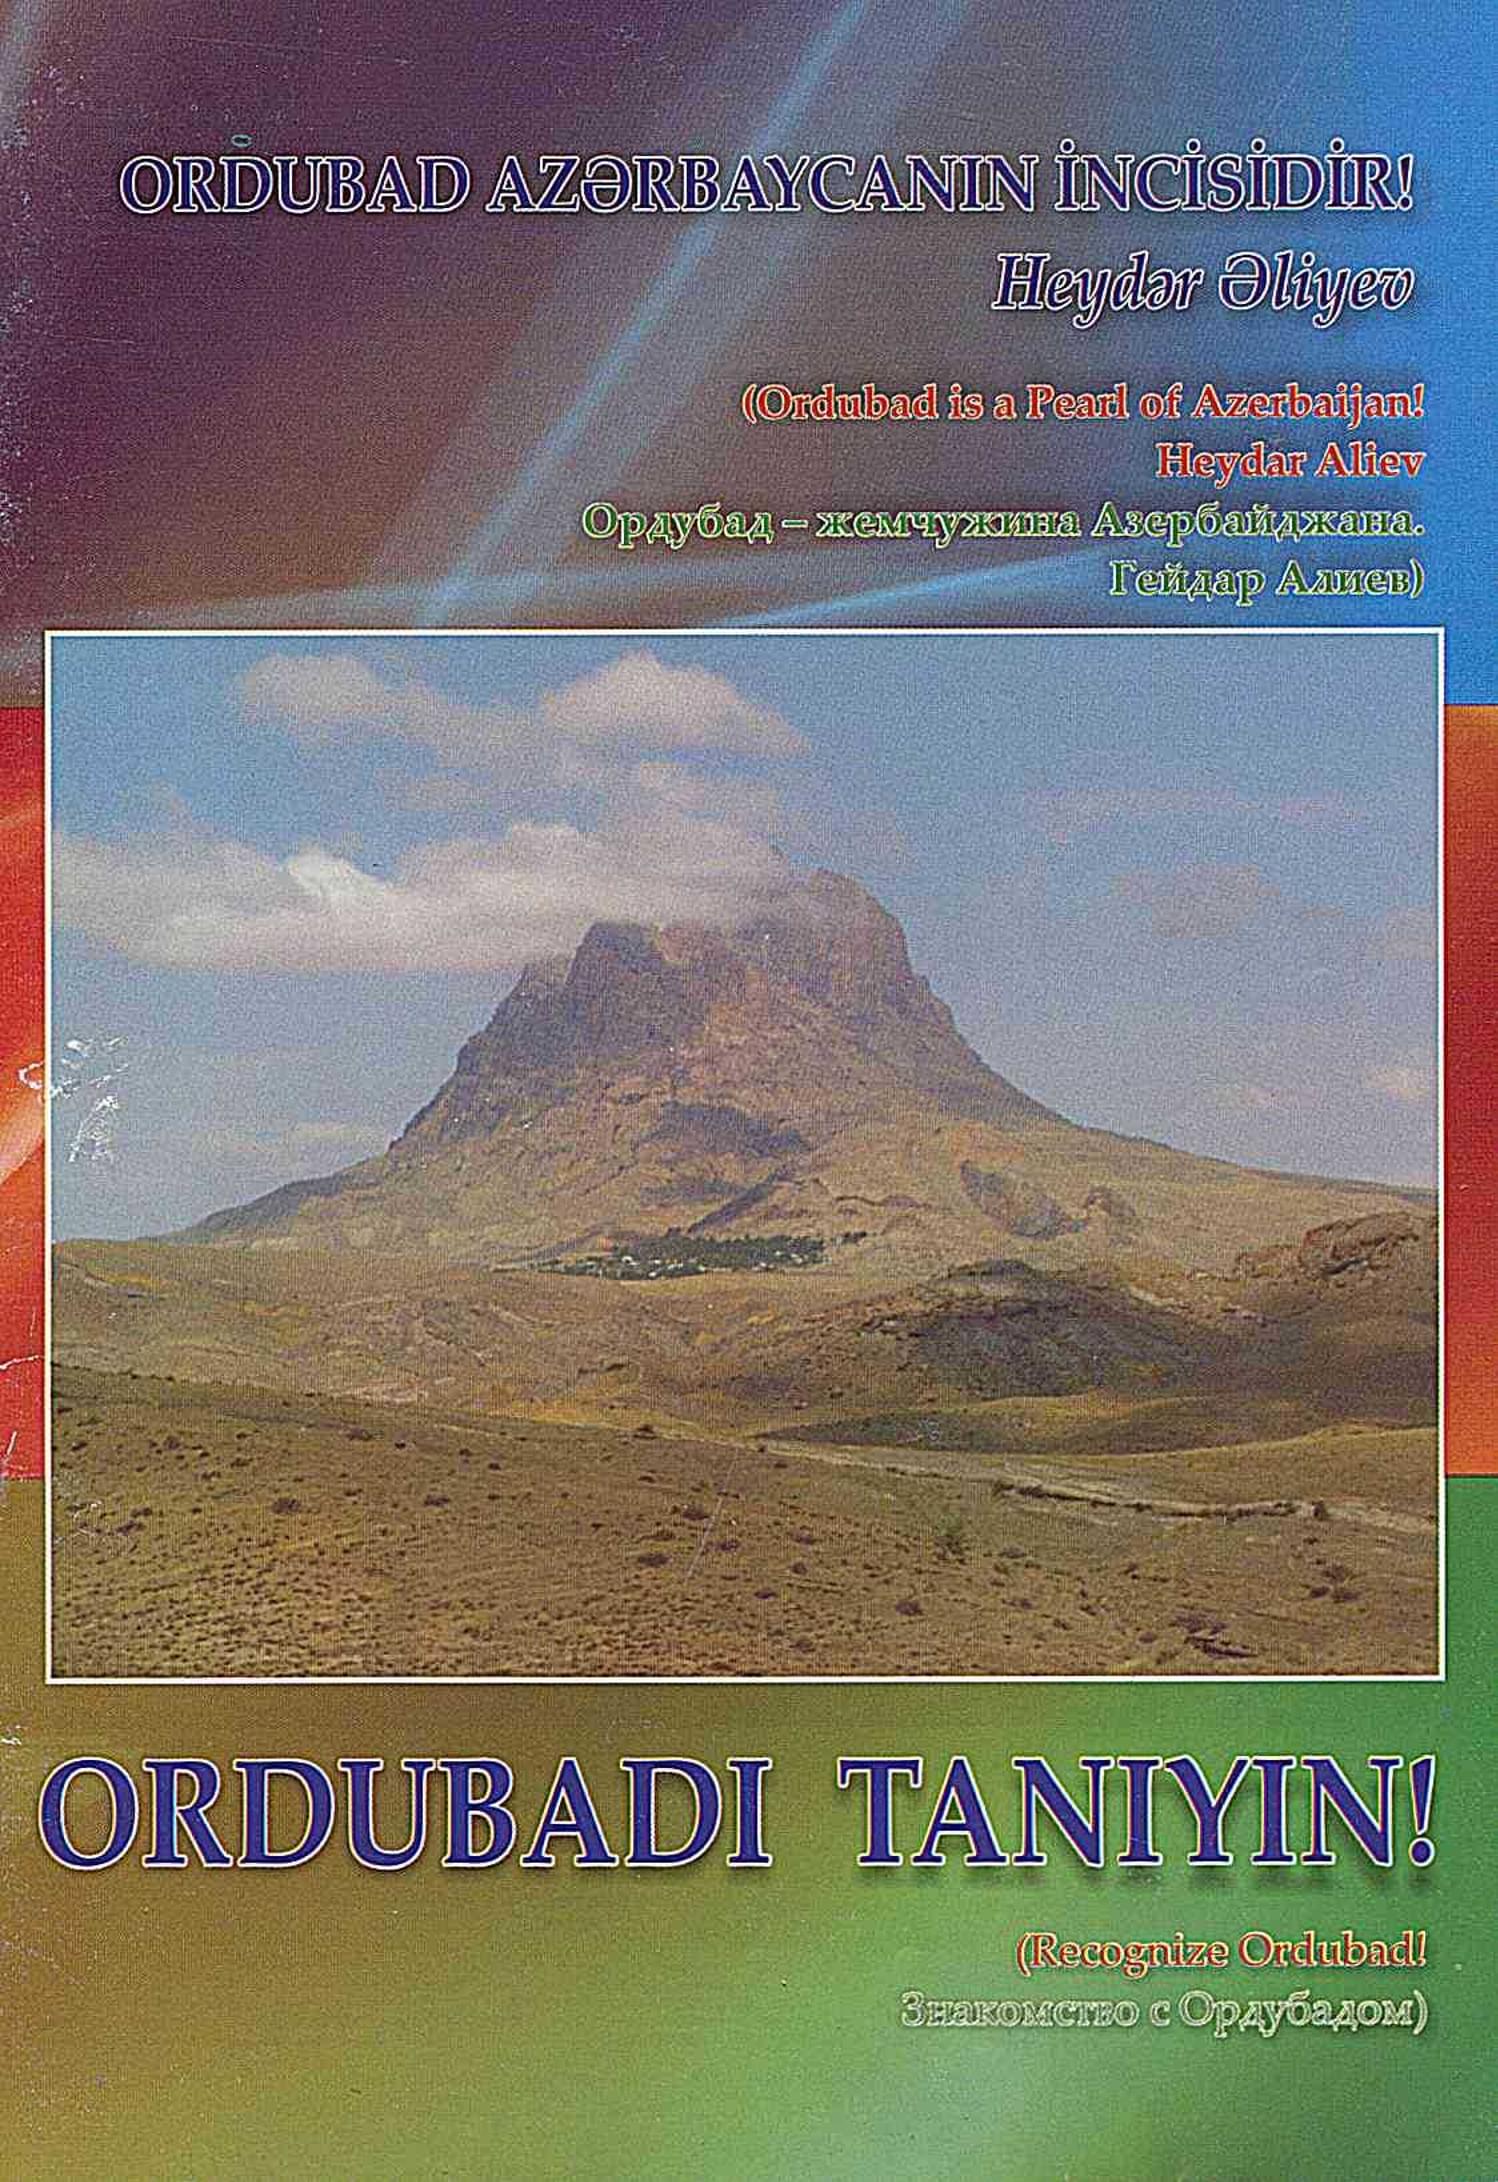 ORDUBAD AZƏRBAYCANIN İNCİSİDİR!
Heydər Əliyev
(Ordubad is a Pearl of Azerbaijan!
Heydar Aliev
Ордубад – жемчужина Азербайджана.
Гейдар Алиев)
ORDUBADI TANIYIN!
(Recognize Ordubad!
Знакомство с Ордубадом)